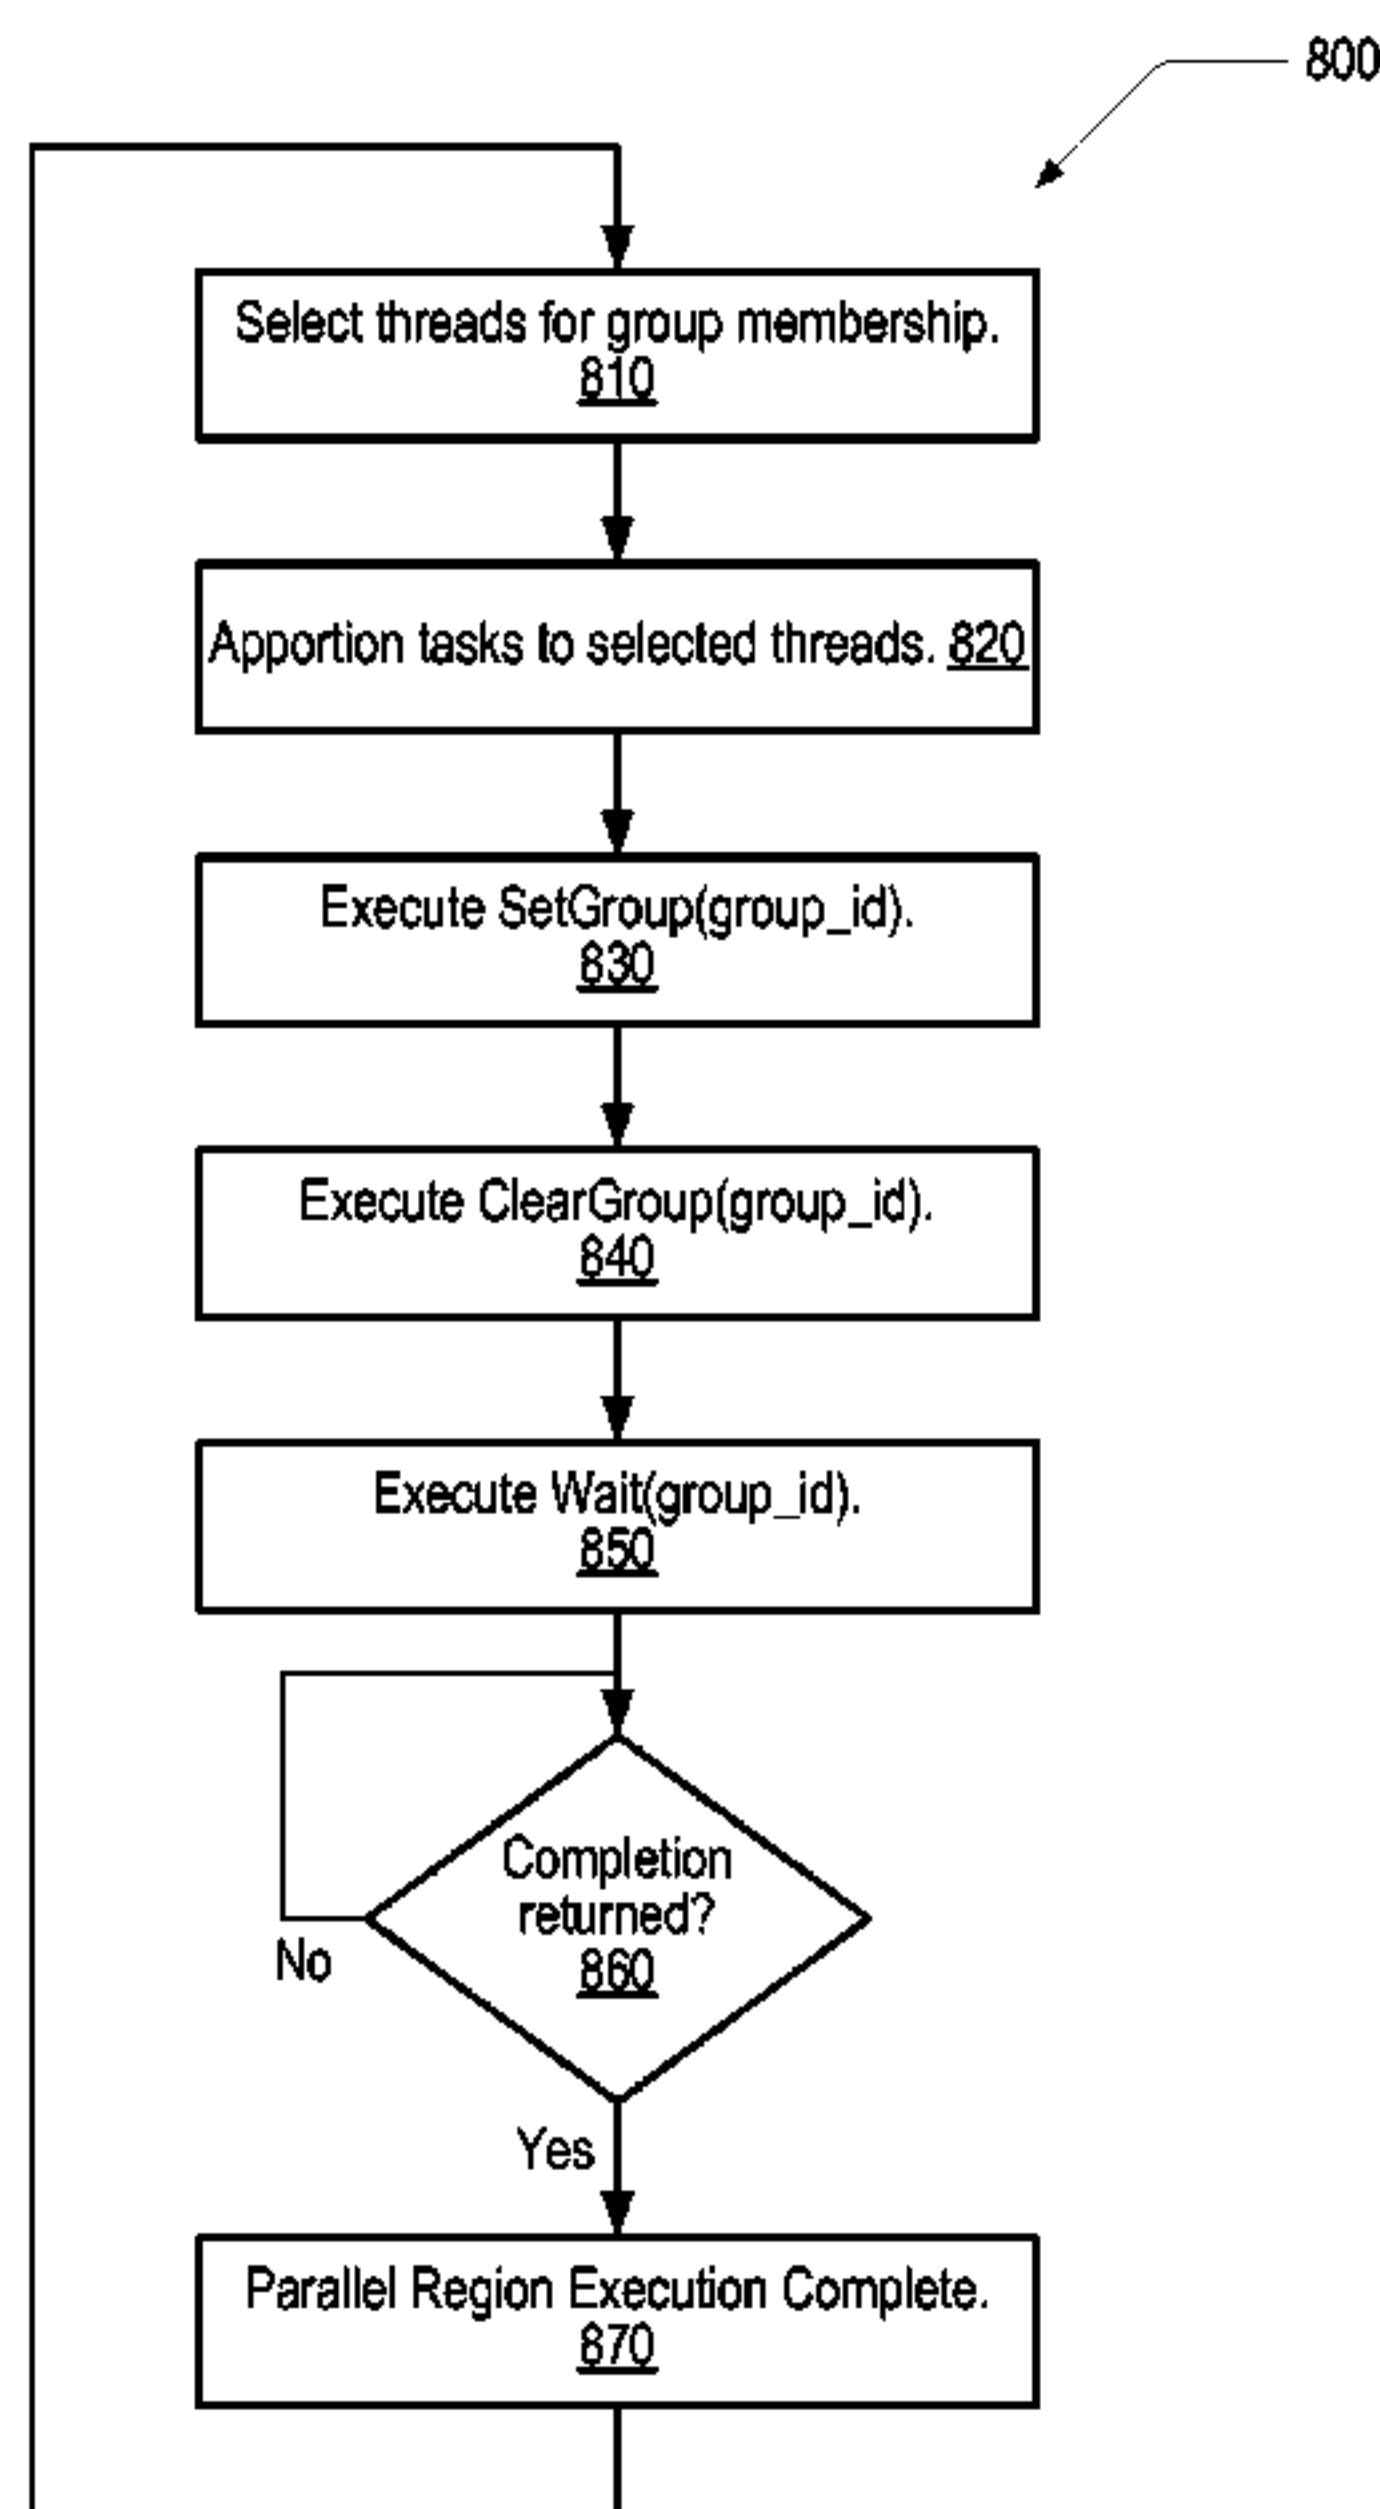 800
Select threads for group membership.
810
Apportion tasks to selected threads. 820
Execute SetGroup(group_id).
830
Execute ClearGroup(group_id).
840
Execute Wait(group_id).
850
Completion
returned?
860
No
Yes
Parallel Region Execution Complete.
870